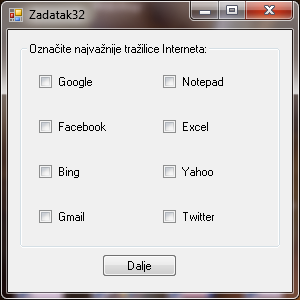 Zadatak32
Označite najvažnije tražilice Interneta:
Google
Notepad
Facebook
Excel
Bing
Yahoo
Gmail
Twitter
Dalje